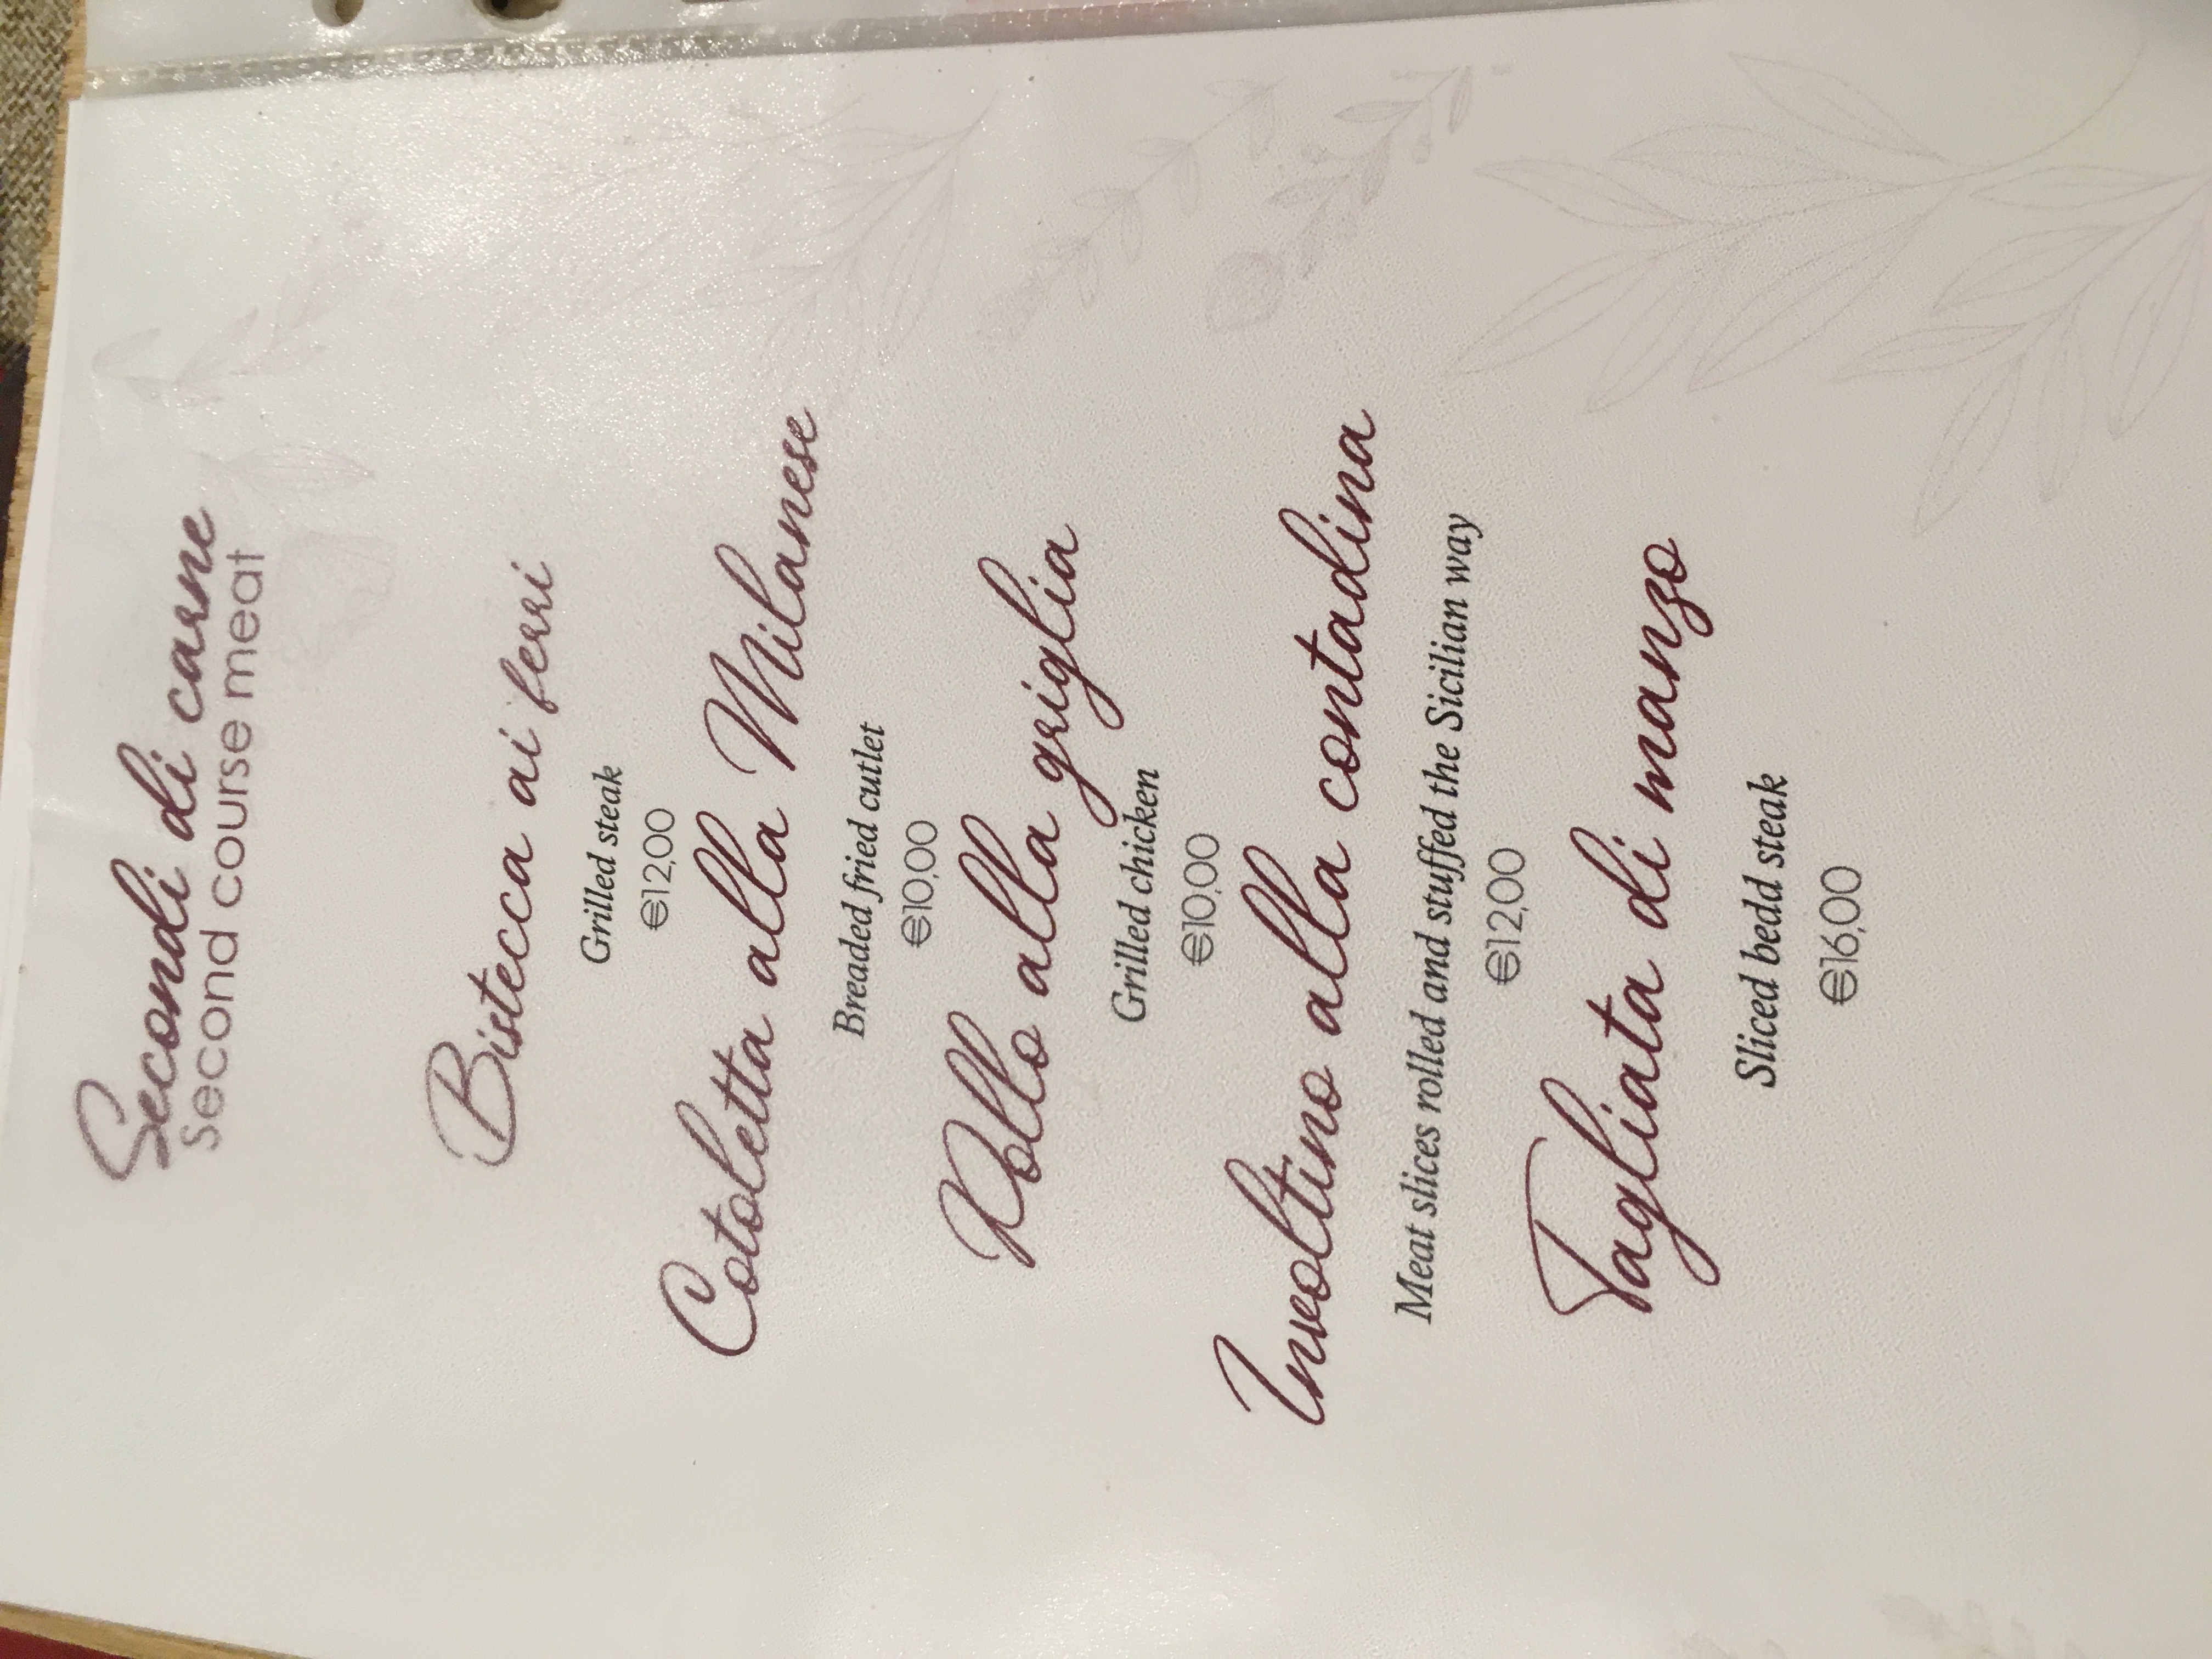 Secondi di carne
Second course meat
Bistecca ai ferri
Grilled steak
€12,00
Cotoletta alla Milanese
Breaded fried cutlet
€10,00
Pollo alla griglia
Grilled chicken
€10,00
Involtino alla contadina
Meat slices rolled and stuffed the Sicilian way
€12,00
Tagliata di manzo
Sliced bedd steak
€16,00